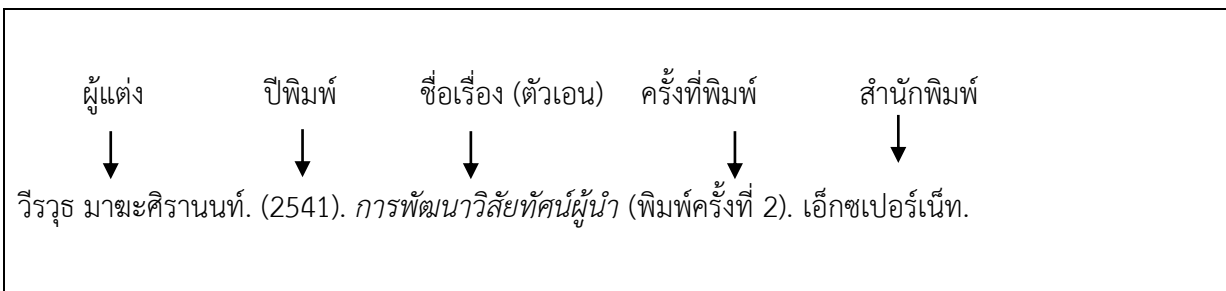 ผู้แต่ง ปีพิมพ์ ชื่อเรื่อง (ตัวเอน) ครั้งที่พิมพ์ สำนักพิมพ์
วีรวุธ มาฆะศิรานนท์. (2541). การพัฒนาวิสัยทัศน์ผู้นำ (พิมพ์ครั้งที่ 2). เอ็กซเปอร์เน็ท.